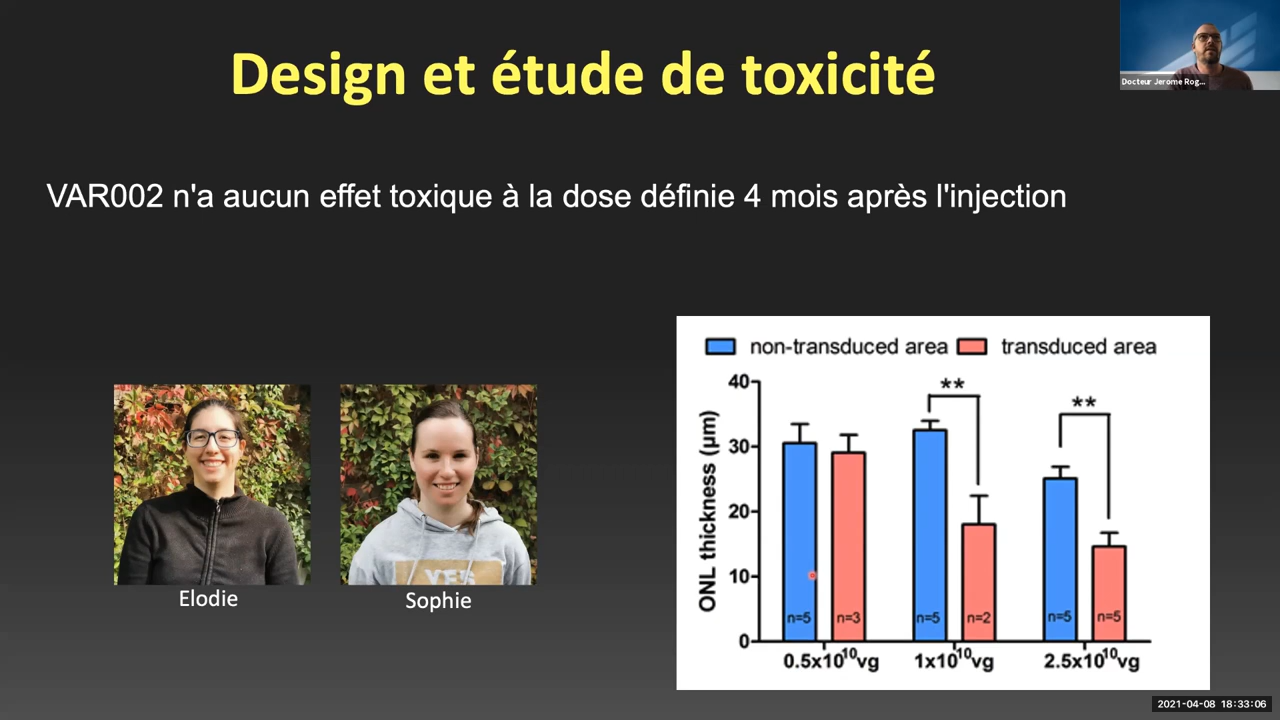 Design et étude de toxicité
Docteur Jerome Rog...
VAR002 n'a aucun effet toxique à la dose définie 4 mois après l'injection
YES
Elodie
Sophie
non-transduced area transduced area
ONL thickness (μm)
40
30
20
10
0
**
**
n=5 n=3 n=5 n=2 n=5 n=5
0.5x10¹⁰vg 1x10¹⁰vg 2.5x10¹⁰vg
2021-04-08 18:33:06